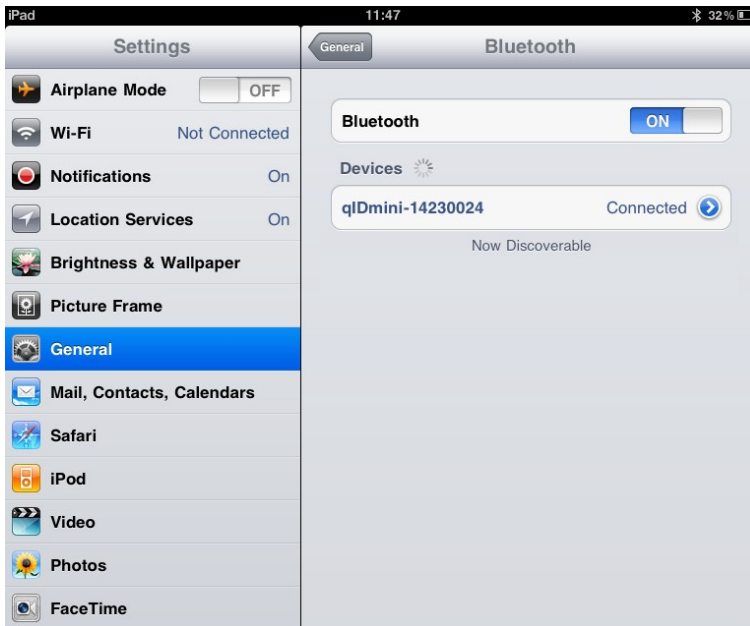 iPad 11:47 32%
Settings
Airplane Mode OFF
Wi-Fi Not Connected
Notifications On
Location Services On
Brightness & Wallpaper
Picture Frame
General
Mail, Contacts, Calendars
Safari
iPod
Video
Photos
FaceTime
General Bluetooth
Bluetooth ON
Devices
qIDmini-14230024 Connected
Now Discoverable